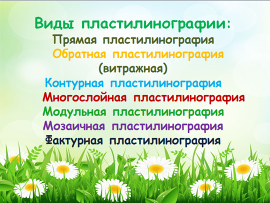 Виды пластилинографии:
Прямая пластилинография
Обратная пластилинография
(витражная)
Контурная пластилинография
Многослойная пластилинография
Модульная пластилинография
Мозаичная пластилинография
Фактурная пластилинография